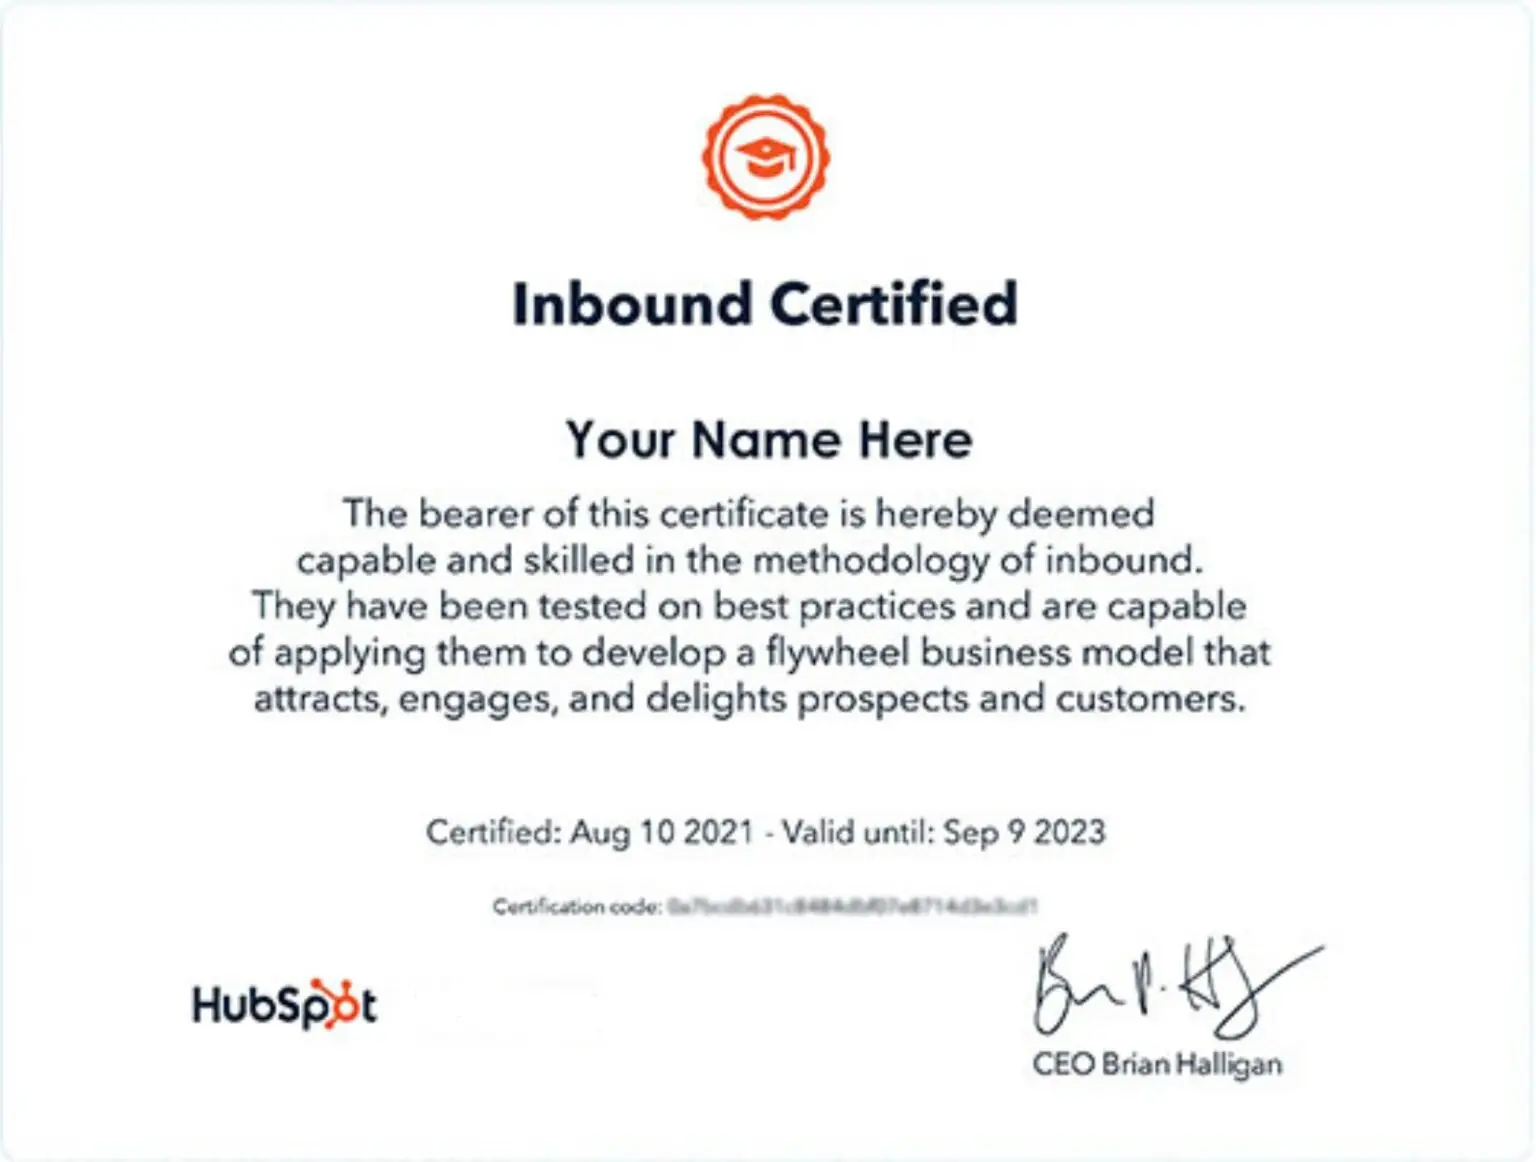 Inbound Certified
Your Name Here
The bearer of this certificate is hereby deemed
capable and skilled in the methodology of inbound.
They have been tested on best practices and are capable
of applying them to develop a flywheel business model that
attracts, engages, and delights prospects and customers.
Certified: Aug 10 2021 - Valid until: Sep 9 2023
Certification code:
HubSpot
CEO Brian Halligan